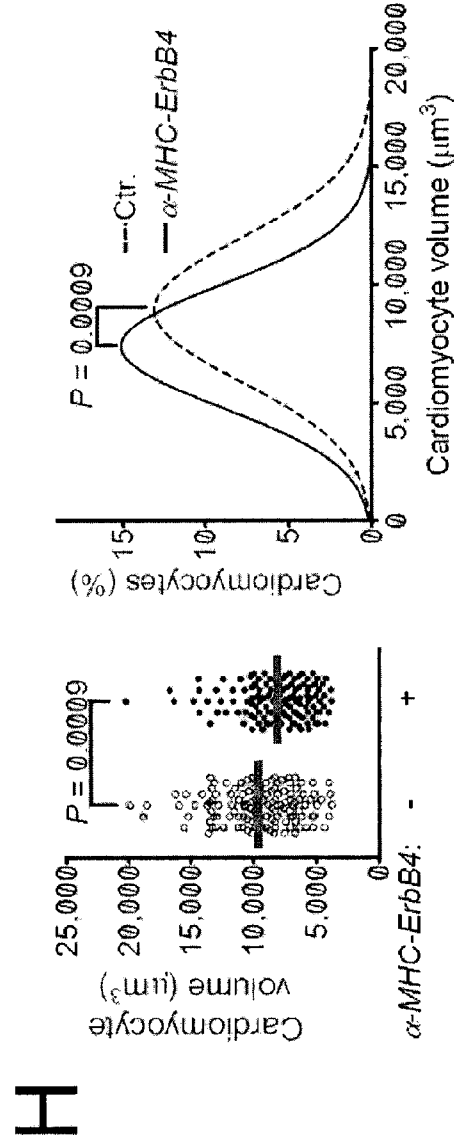 H
Cardiomyocyte
volume (μm³)
25,000
20,000
15,000
10,000
5,000
0
P = 0.0009
α-MHC-ErbB4:
-
+
Cardiomyocytes (%)
15
10
5
0
P = 0.0009
Ctr.
α-MHC-ErbB4
0
5,000
10,000
15,000
20,000
Cardiomyocyte volume (μm³)